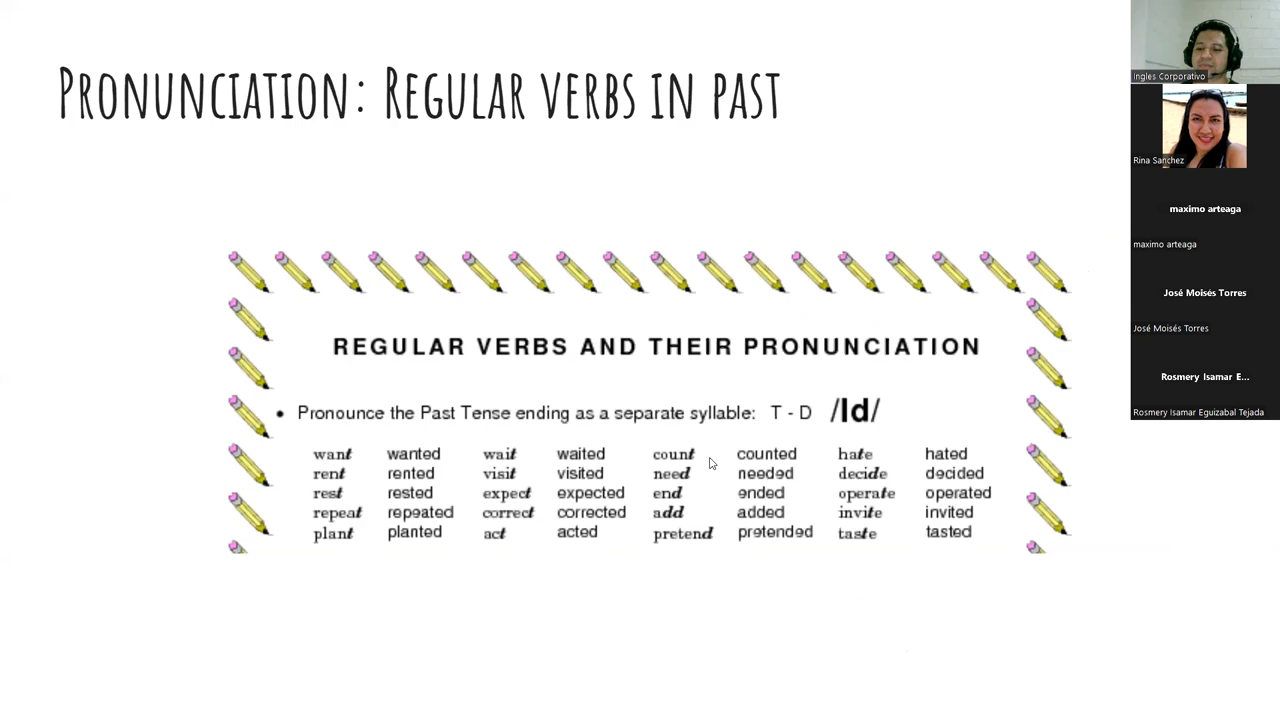 Pronunciation: Regular verbs in past
REGULAR VERBS AND THEIR PRONUNCIATION
• Pronounce the Past Tense ending as a separate syllable: T - D /Id/
want wanted wait waited count counted hate hated
rent rented visit visited need needed decide decided
rest rested expect expected end ended operate operated
repeat repeated correct corrected add added invite invited
plant planted act acted pretend pretended taste tasted
Ingles Corporativo
Rina Sanchez
maximo arteaga
maximo arteaga
José Moisés Torres
José Moisés Torres
Rosmery Isamar E...
Rosmery Isamar Eguizabal Tejada